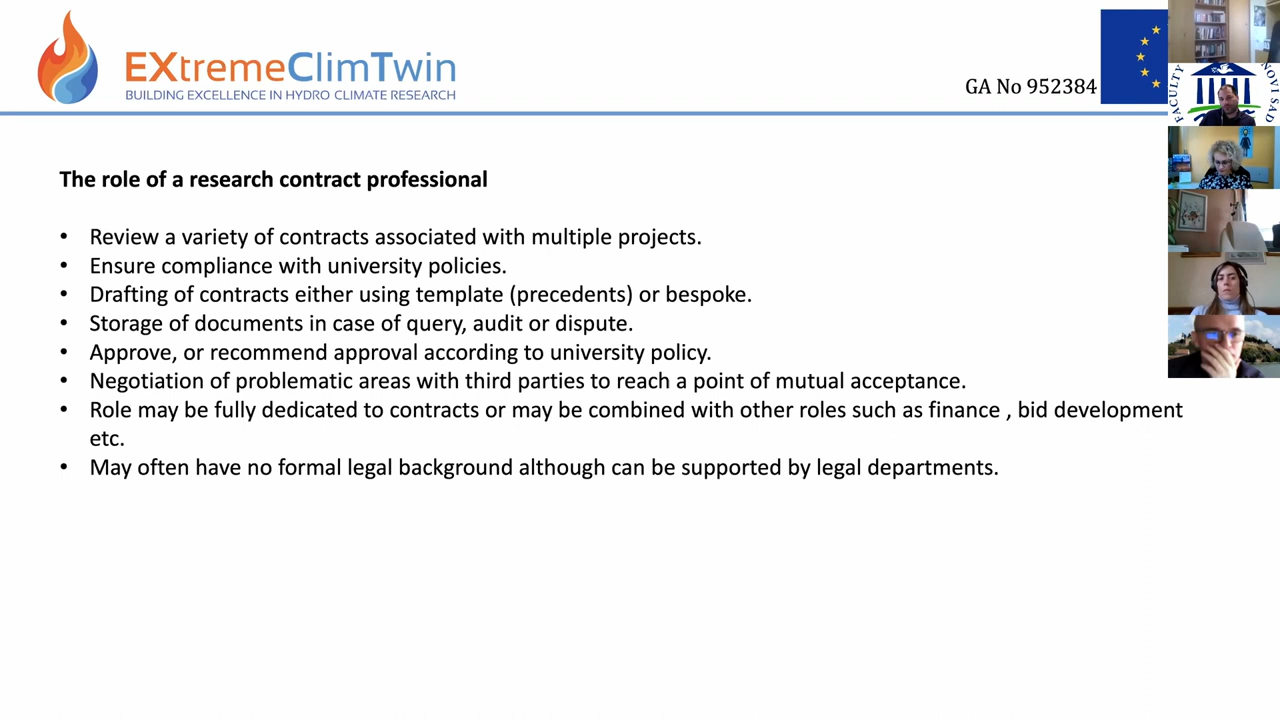 EXtremeClimTwin
BUILDING EXCELLENCE IN HYDRO CLIMATE RESEARCH
GA No 952384
FACULTY
NOVI SAD
The role of a research contract professional
• Review a variety of contracts associated with multiple projects.
• Ensure compliance with university policies.
• Drafting of contracts either using template (precedents) or bespoke.
• Storage of documents in case of query, audit or dispute.
• Approve, or recommend approval according to university policy.
• Negotiation of problematic areas with third parties to reach a point of mutual acceptance.
• Role may be fully dedicated to contracts or may be combined with other roles such as finance , bid development
etc.
• May often have no formal legal background although can be supported by legal departments.